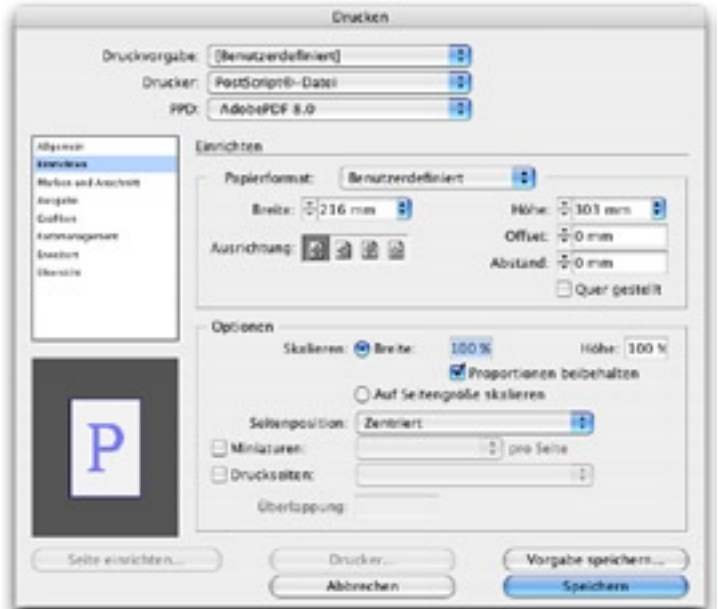 Drucken
Druckvorgabe: [Benutzerdefiniert]
Drucker: PostScript®-Datei
PPD: AdobePDF 8.0
Allgemein
Einrichten
Marken und Anschnitt
Ausgabe
Grafiken
Farbmanagement
Erweitert
Übersicht
Einrichten
Papierformat: Benutzerdefiniert
Breite: 216 mm Höhe: 303 mm
Ausrichtung: Offset: 0 mm
Abstand: 0 mm
Quer gestellt
Optionen
Skalieren: Breite: 100 % Höhe: 100 %
Proportionen beibehalten
Auf Seitengröße skalieren
Seitenposition: Zentriert
Miniaturen: pro Seite
Druckseiten:
Überlappung:
P
Seite einrichten... Drucker... Vorgabe speichern...
Abbrechen Speichern